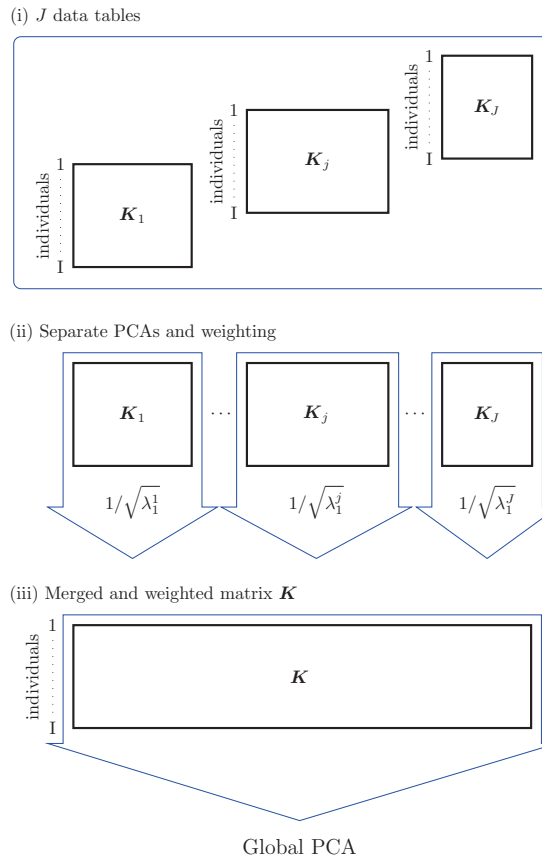 (i) J data tables
1
individuals
I
K_J
1
individuals
I
K_j
1
individuals
I
K_1
(ii) Separate PCAs and weighting
K_1 ... K_j ... K_J
1/√λ_1^1 1/√λ_1^j 1/√λ_1^J
(iii) Merged and weighted matrix K
1
individuals
I
K
Global PCA